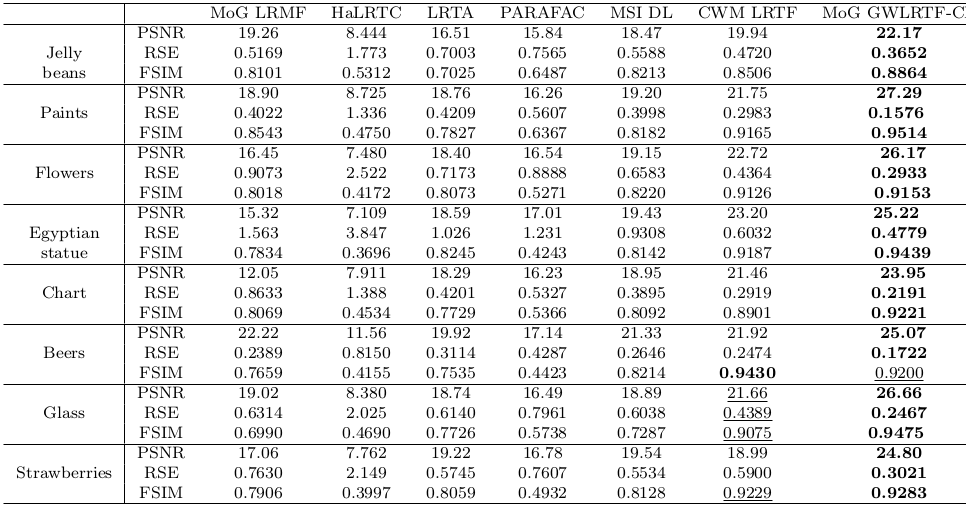 MoG LRMF HaLRTC LRTA PARAFAC MSI DL CWM LRTF MoG GWLRTF-C
PSNR 19.26 8.444 16.51 15.84 18.47 19.94 22.17
Jelly RSE 0.5169 1.773 0.7003 0.7565 0.5588 0.4720 0.3652
beans FSIM 0.8101 0.5312 0.7025 0.6487 0.8213 0.8506 0.8864
PSNR 18.90 8.725 18.76 16.26 19.20 21.75 27.29
Paints RSE 0.4022 1.336 0.4209 0.5607 0.3998 0.2983 0.1576
FSIM 0.8543 0.4750 0.7827 0.6367 0.8182 0.9165 0.9514
PSNR 16.45 7.480 18.40 16.54 19.15 22.72 26.17
Flowers RSE 0.9073 2.522 0.7173 0.8888 0.6583 0.4364 0.2933
FSIM 0.8018 0.4172 0.8073 0.5271 0.8220 0.9126 0.9153
PSNR 15.32 7.109 18.59 17.01 19.43 23.20 25.22
Egyptian RSE 1.563 3.847 1.026 1.231 0.9308 0.6032 0.4779
statue FSIM 0.7834 0.3696 0.8245 0.4243 0.8142 0.9187 0.9439
PSNR 12.05 7.911 18.29 16.23 18.95 21.46 23.95
Chart RSE 0.8633 1.388 0.4201 0.5327 0.3895 0.2919 0.2191
FSIM 0.8069 0.4534 0.7729 0.5366 0.8092 0.8901 0.9221
PSNR 22.22 11.56 19.92 17.14 21.33 21.92 25.07
Beers RSE 0.2389 0.8150 0.3114 0.4287 0.2646 0.2474 0.1722
FSIM 0.7659 0.4155 0.7535 0.4423 0.8214 0.9430 0.9200
PSNR 19.02 8.380 18.74 16.49 18.89 21.66 26.66
Glass RSE 0.6314 2.025 0.6140 0.7961 0.6038 0.4389 0.2467
FSIM 0.6990 0.4690 0.7726 0.5738 0.7287 0.9075 0.9475
PSNR 17.06 7.762 19.22 16.78 19.54 18.99 24.80
Strawberries RSE 0.7630 2.149 0.5745 0.7607 0.5534 0.5900 0.3021
FSIM 0.7906 0.3997 0.8059 0.4932 0.8128 0.9229 0.9283